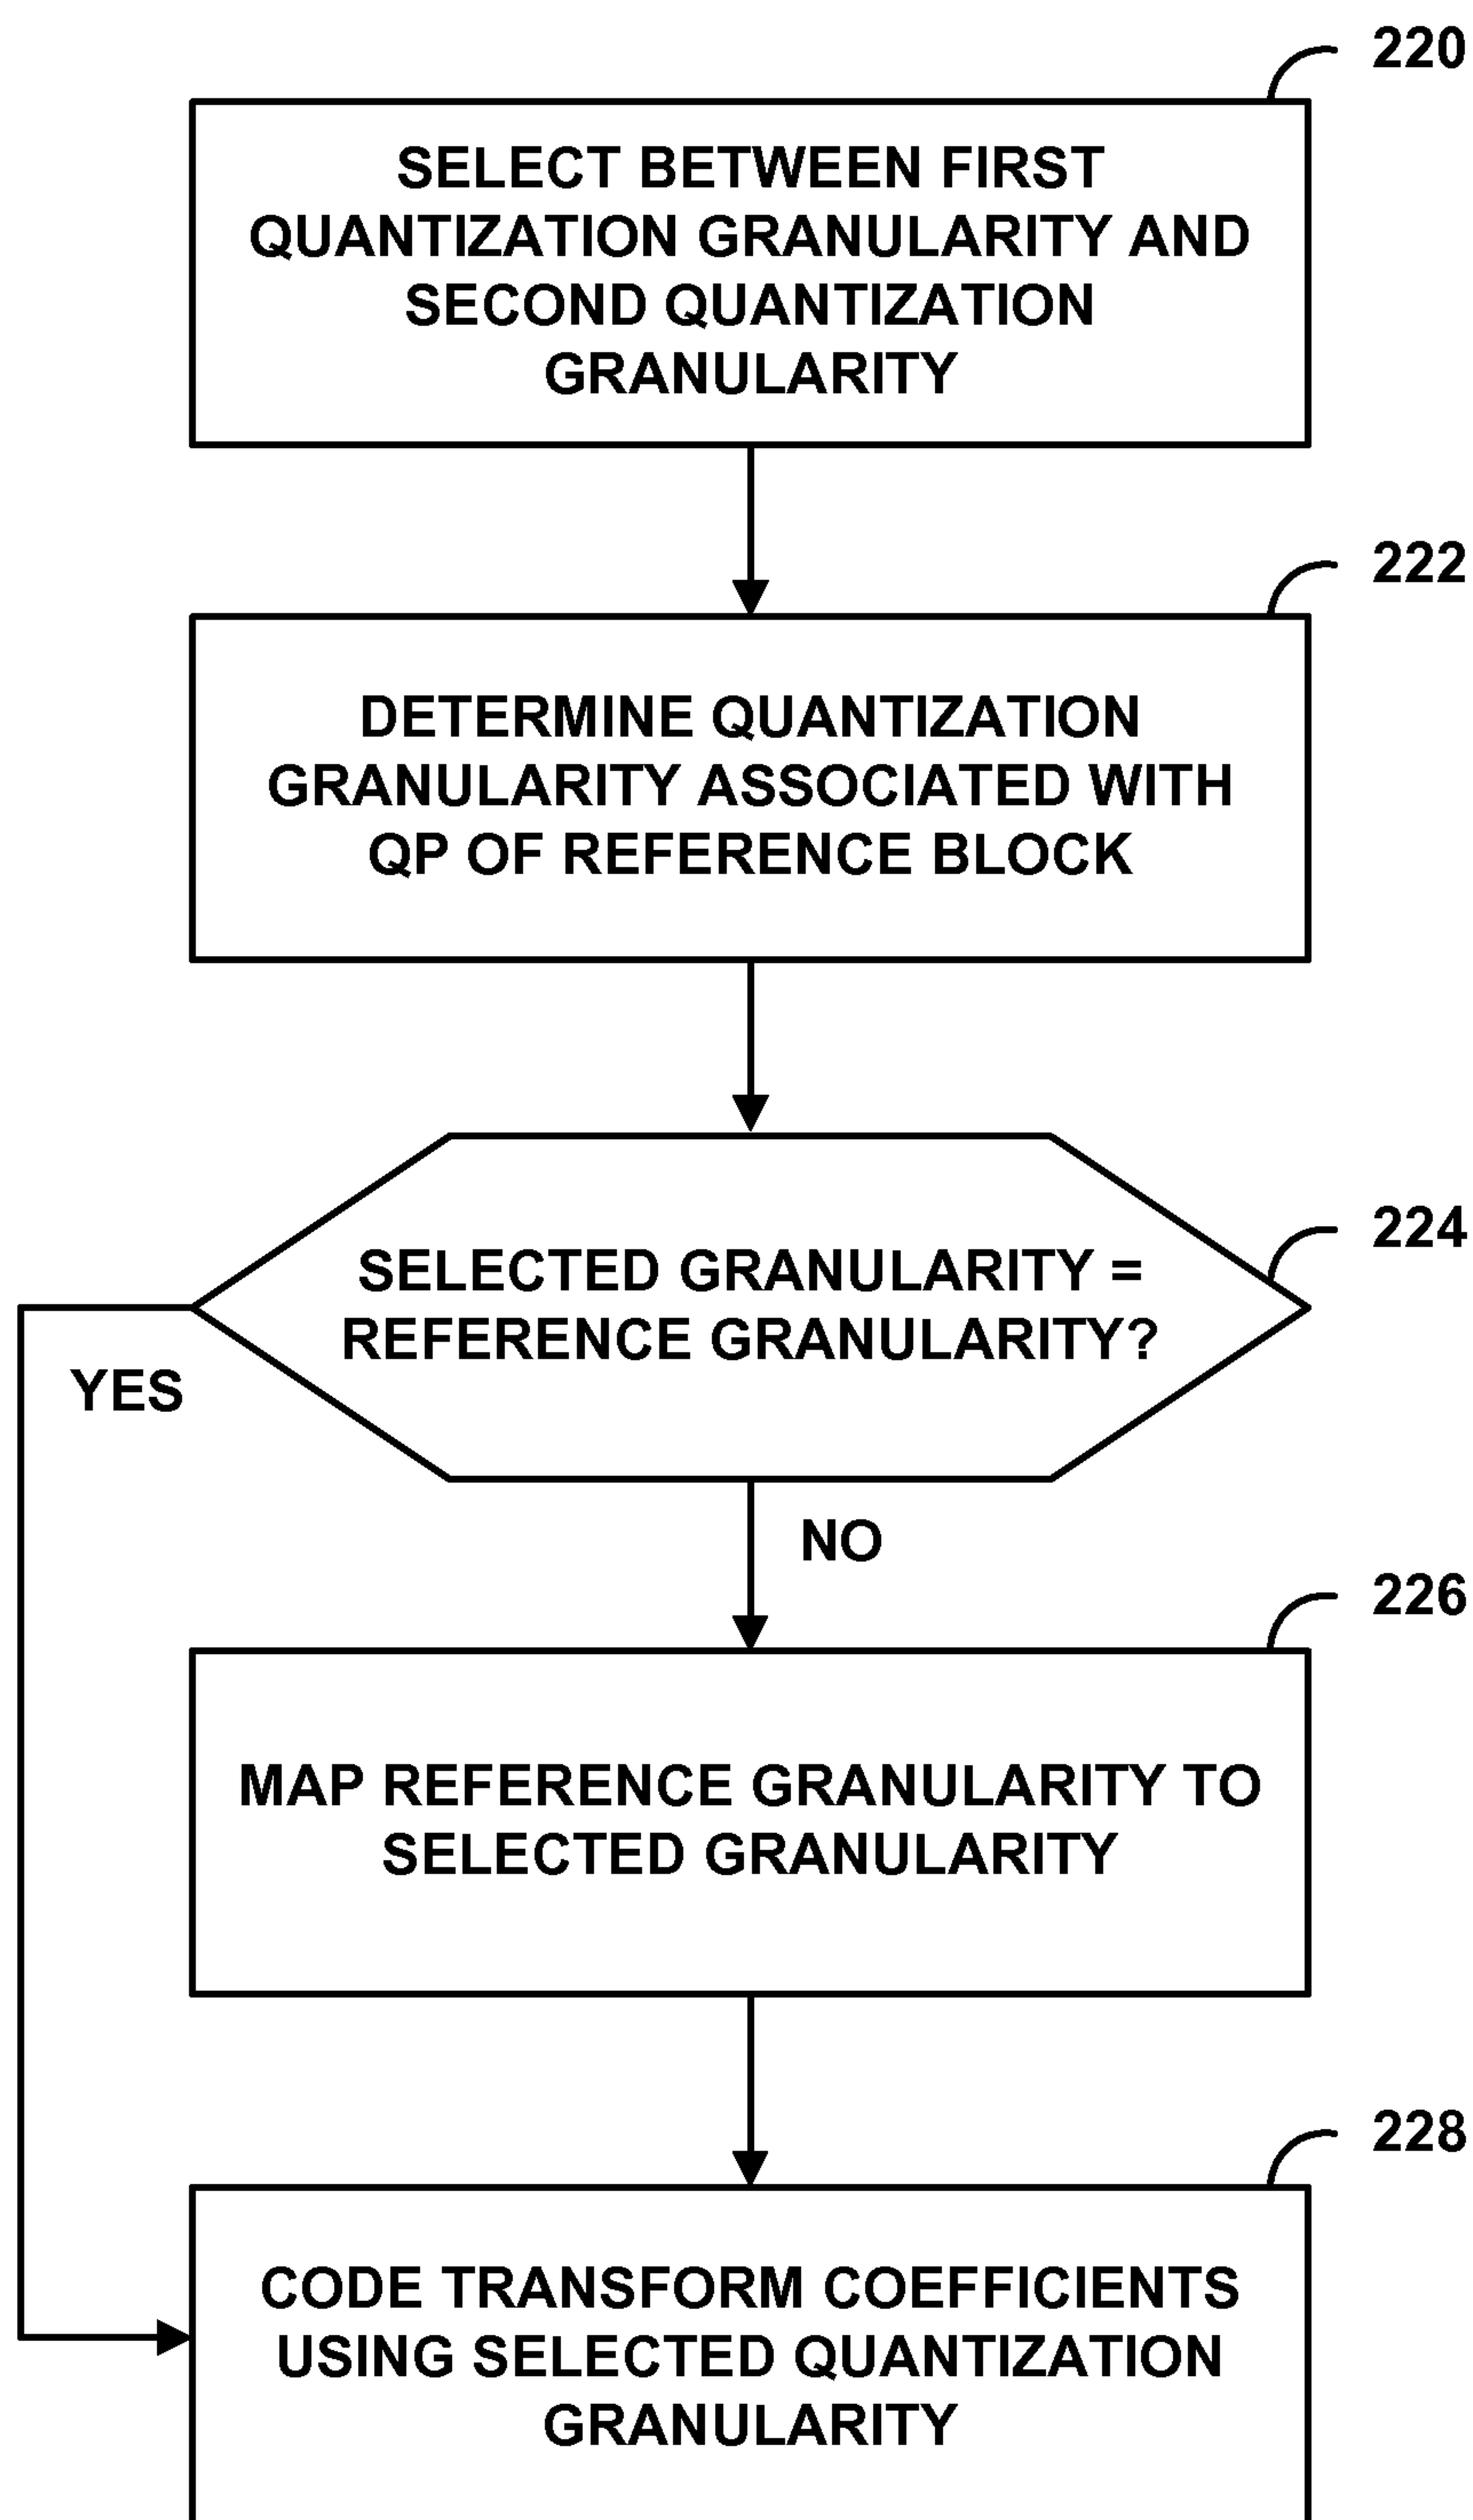 220
SELECT BETWEEN FIRST
QUANTIZATION GRANULARITY AND
SECOND QUANTIZATION
GRANULARITY
222
DETERMINE QUANTIZATION
GRANULARITY ASSOCIATED WITH
QP OF REFERENCE BLOCK
224
SELECTED GRANULARITY =
REFERENCE GRANULARITY?
YES
NO
226
MAP REFERENCE GRANULARITY TO
SELECTED GRANULARITY
228
CODE TRANSFORM COEFFICIENTS
USING SELECTED QUANTIZATION
GRANULARITY